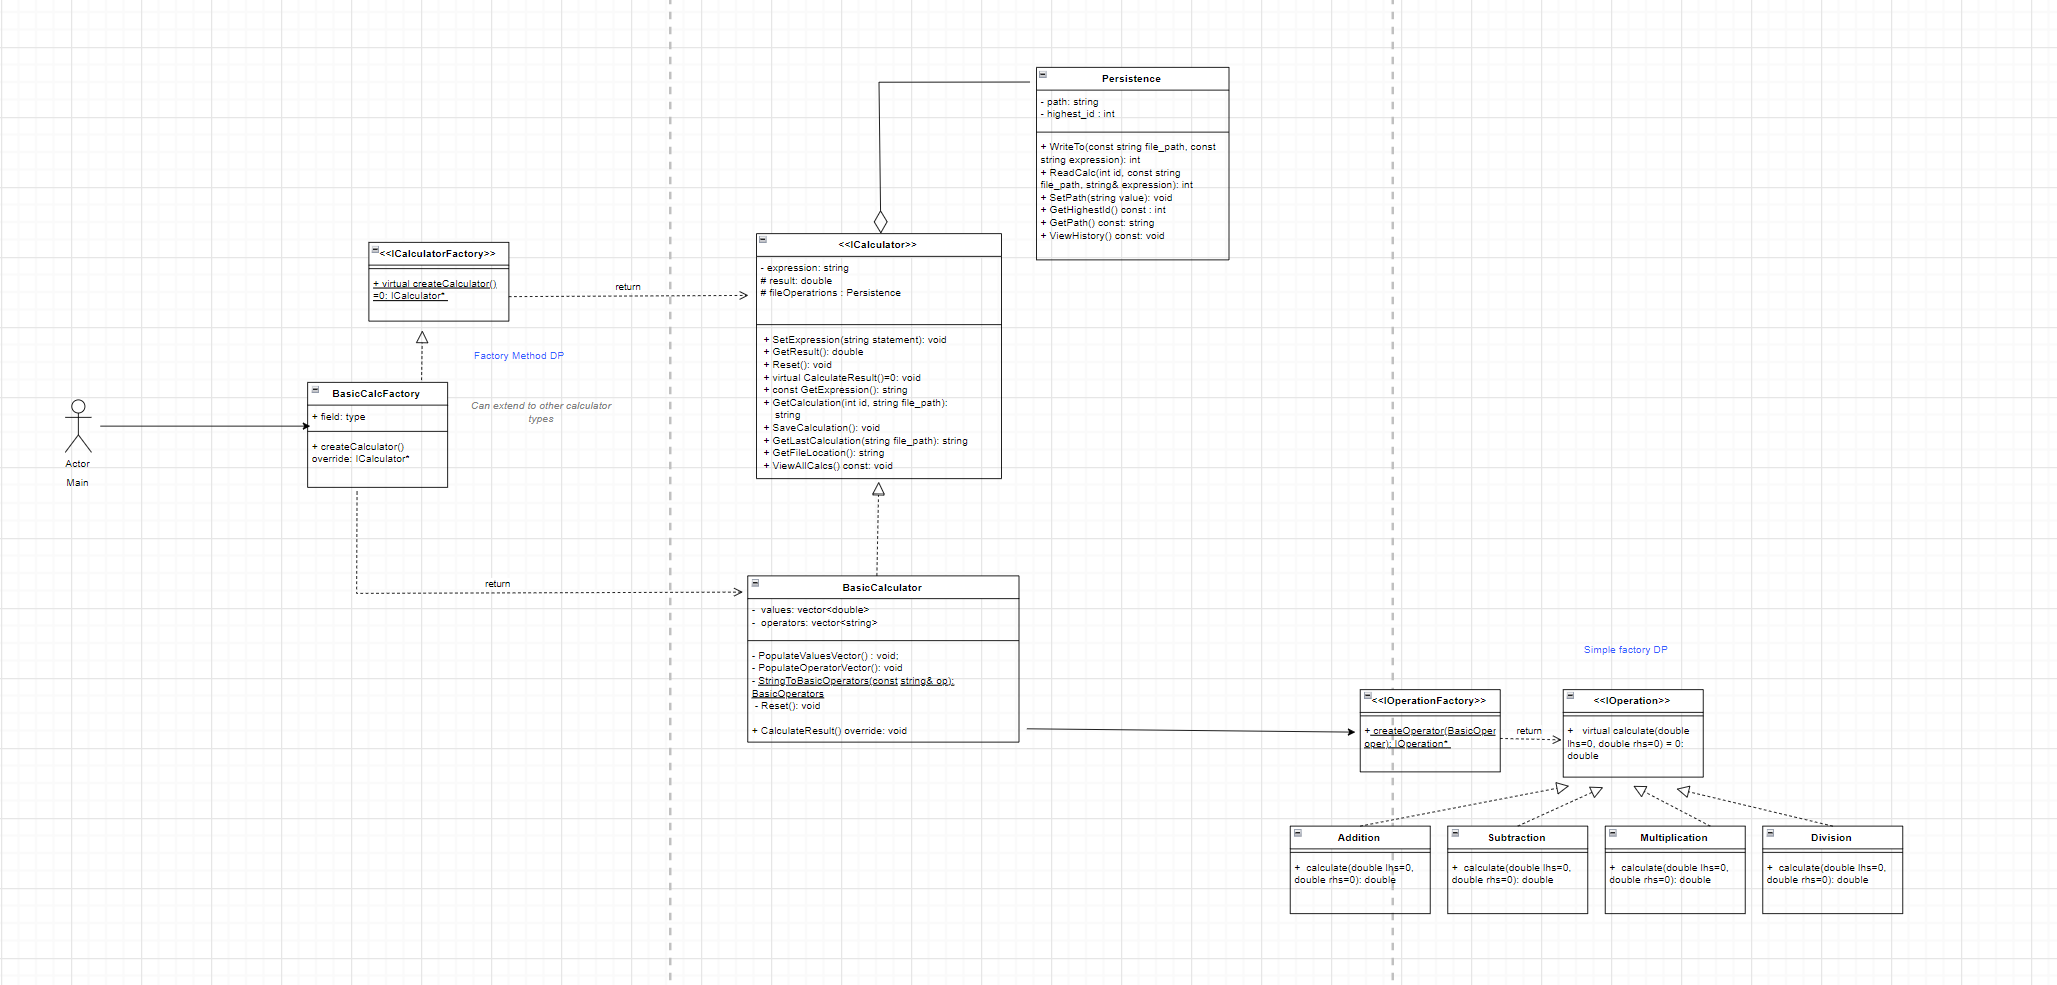 Actor
Main
<<ICalculatorFactory>>
+ virtual createCalculator()
=0: ICalculator*
Factory Method DP
Can extend to other calculator
types
BasicCalcFactory
+ field: type
+ createCalculator()
override: ICalculator*
return
return
Persistence
- path: string
- highest_id : int
+ WriteTo(const string file_path, const
string expression): int
+ ReadCalc(int id, const string
file_path, string& expression): int
+ SetPath(string value): void
+ GetHighestId() const : int
+ GetPath() const: string
+ ViewHistory() const: void
<<ICalculator>>
- expression: string
# result: double
# fileOperatrions : Persistence
+ SetExpression(string statement): void
+ GetResult(): double
+ Reset(): void
+ virtual CalculateResult()=0: void
+ const GetExpression(): string
+ GetCalculation(int id, string file_path):
string
+ SaveCalculation(): void
+ GetLastCalculation(string file_path): string
+ GetFileLocation(): string
+ ViewAllCalcs() const: void
BasicCalculator
- values: vector<double>
- operators: vector<string>
- PopulateValuesVector() : void;
- PopulateOperatorVector(): void
- StringToBasicOperators(const string& op):
BasicOperators
- Reset(): void
+ CalculateResult() override: void
Simple factory DP
<<IOperationFactory>>
+ createOperator(BasicOper
oper): IOperation*
return
<<IOperation>>
+ virtual calculate(double
lhs=0, double rhs=0) = 0:
double
Addition
+ calculate(double lhs=0,
double rhs=0): double
Subtraction
+ calculate(double lhs=0,
double rhs=0): double
Multiplication
+ calculate(double lhs=0,
double rhs=0): double
Division
+ calculate(double lhs=0,
double rhs=0): double